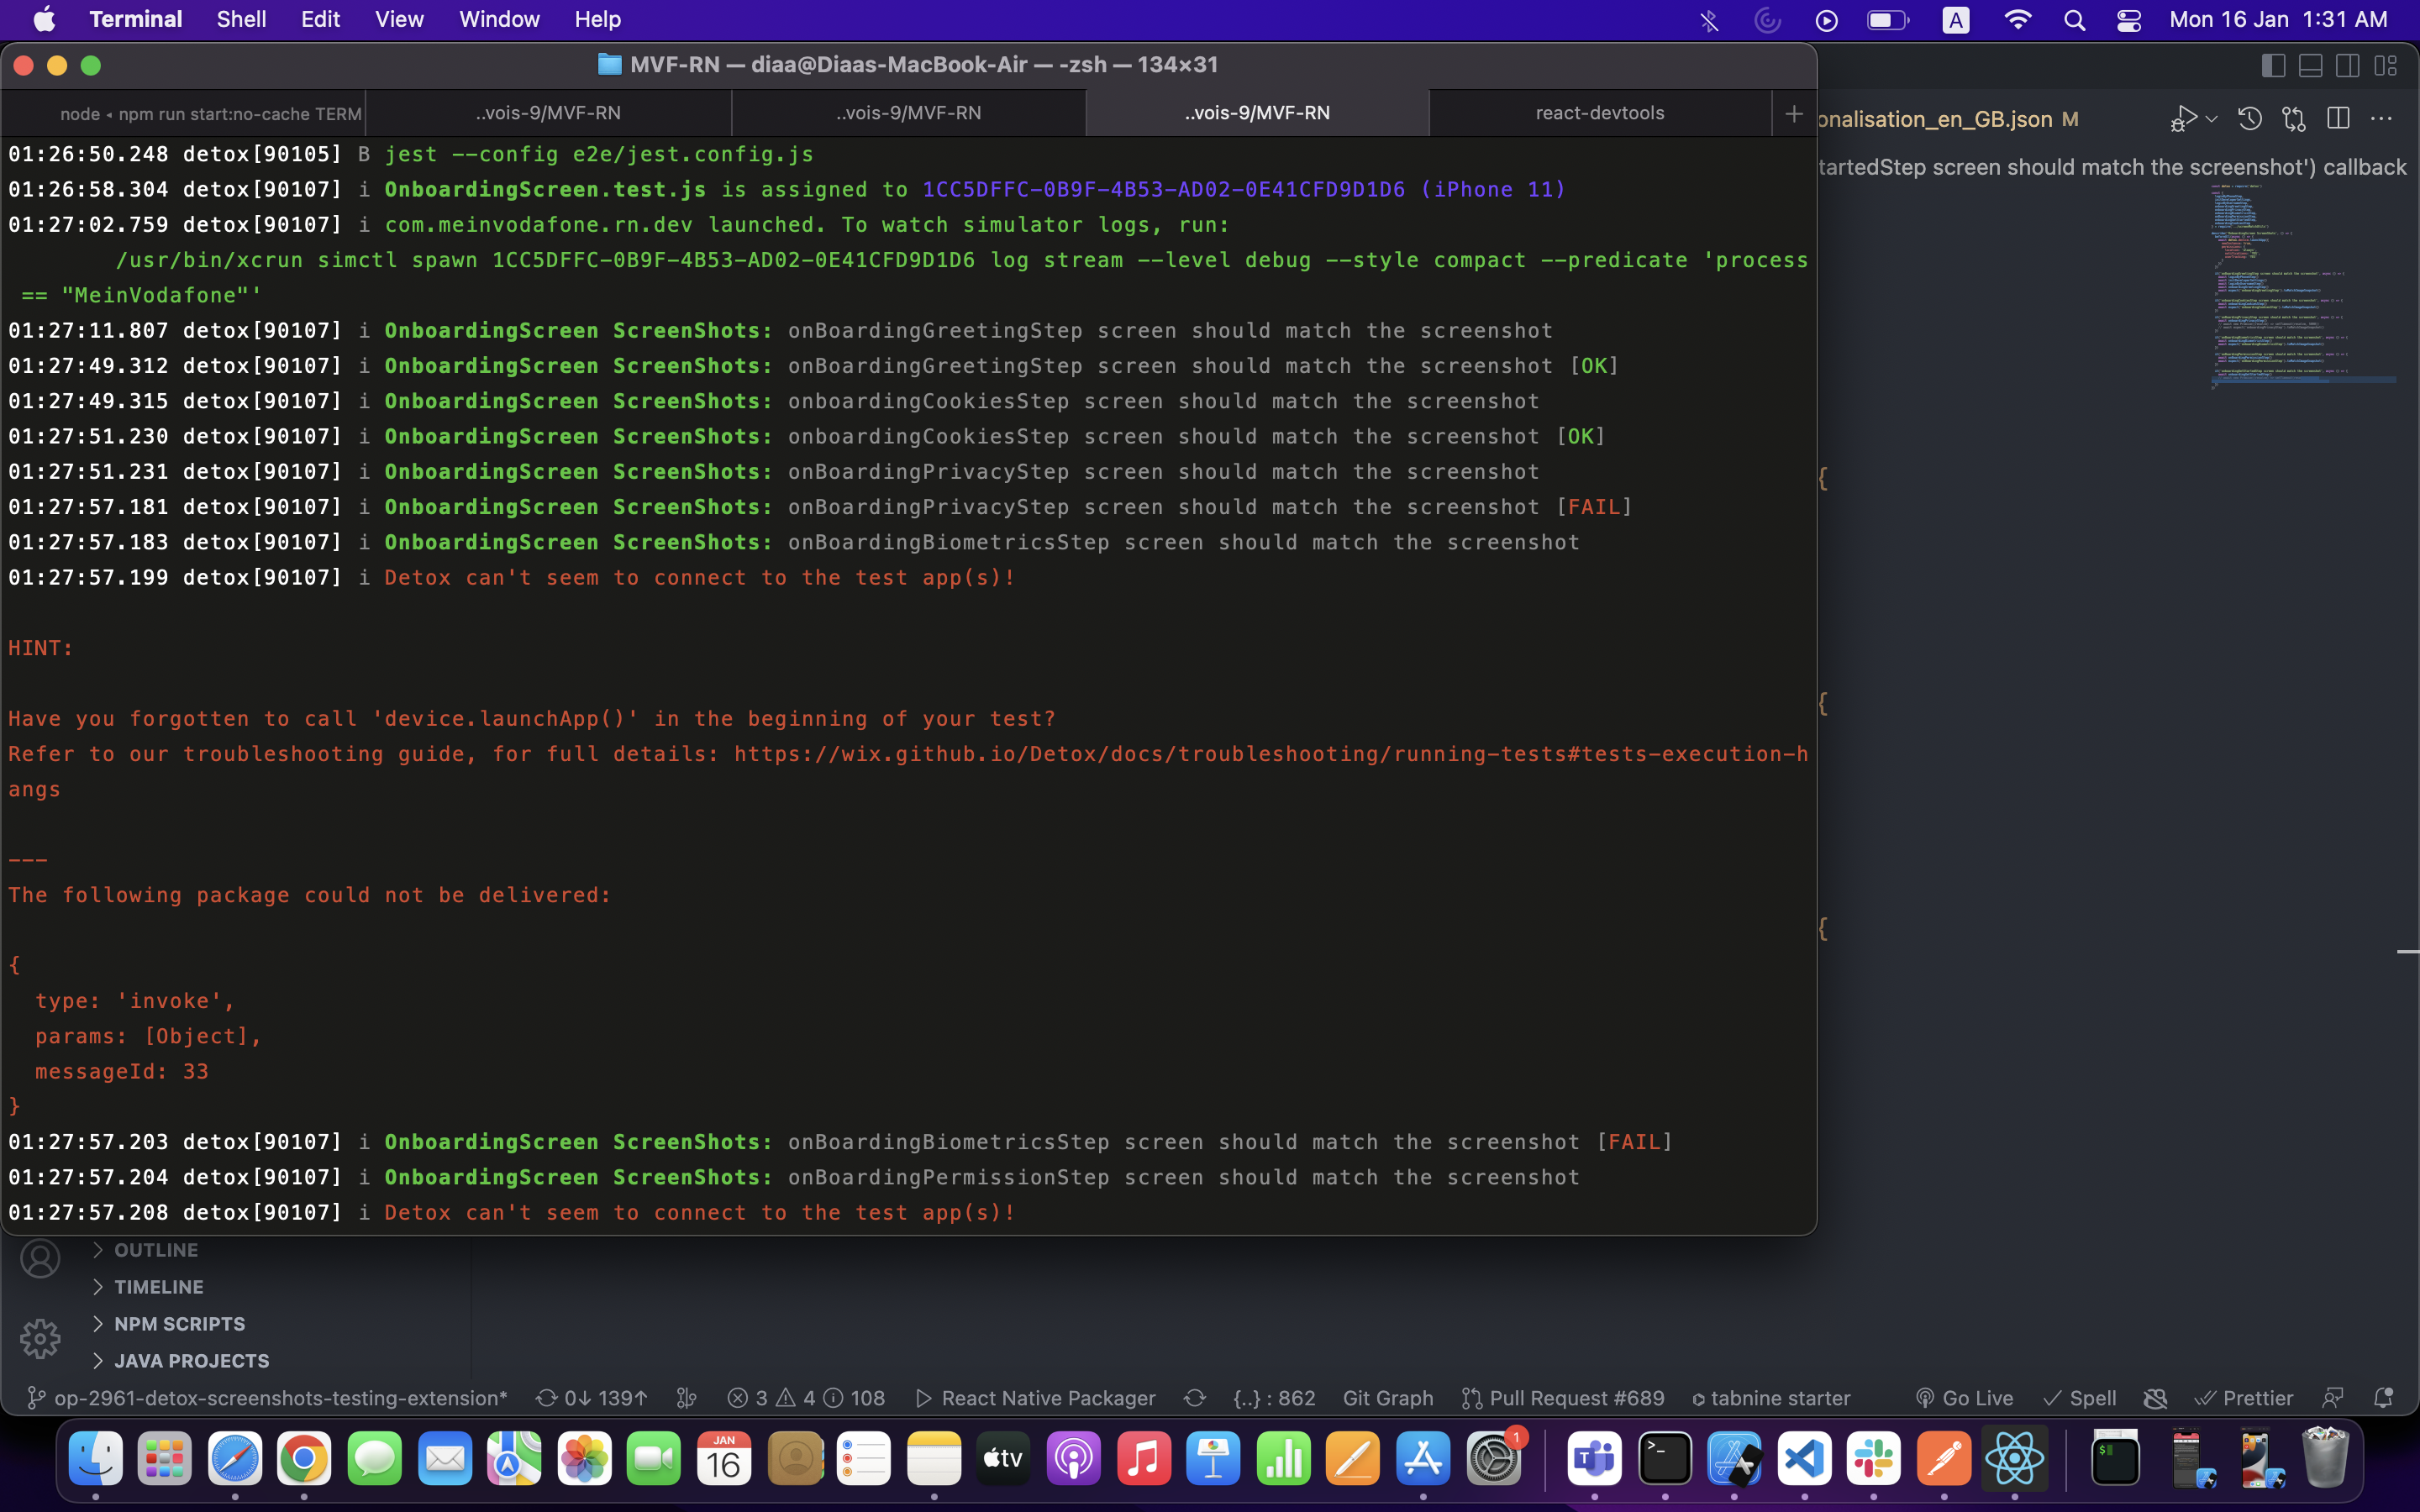 Terminal Shell Edit View Window Help
A
Mon 16 Jan 1:31 AM
MVF-RN — diaa@Diaas-MacBook-Air — -zsh — 134×31
node ◂ npm run start:no-cache TERM
..vois-9/MVF-RN
..vois-9/MVF-RN
..vois-9/MVF-RN
react-devtools
+
onalisation_en_GB.json M
tartedStep screen should match the screenshot') callback
01:26:50.248 detox[90105] B jest --config e2e/jest.config.js
01:26:58.304 detox[90107] i OnboardingScreen.test.js is assigned to 1CC5DFFC-0B9F-4B53-AD02-0E41CFD9D1D6 (iPhone 11)
01:27:02.759 detox[90107] i com.meinvodafone.rn.dev launched. To watch simulator logs, run:
/usr/bin/xcrun simctl spawn 1CC5DFFC-0B9F-4B53-AD02-0E41CFD9D1D6 log stream --level debug --style compact --predicate 'process
== "MeinVodafone"'
01:27:11.807 detox[90107] i OnboardingScreen ScreenShots: onBoardingGreetingStep screen should match the screenshot
01:27:49.312 detox[90107] i OnboardingScreen ScreenShots: onBoardingGreetingStep screen should match the screenshot [OK]
01:27:49.315 detox[90107] i OnboardingScreen ScreenShots: onboardingCookiesStep screen should match the screenshot
01:27:51.230 detox[90107] i OnboardingScreen ScreenShots: onboardingCookiesStep screen should match the screenshot [OK]
01:27:51.231 detox[90107] i OnboardingScreen ScreenShots: onBoardingPrivacyStep screen should match the screenshot
01:27:57.181 detox[90107] i OnboardingScreen ScreenShots: onBoardingPrivacyStep screen should match the screenshot [FAIL]
01:27:57.183 detox[90107] i OnboardingScreen ScreenShots: onBoardingBiometricsStep screen should match the screenshot
01:27:57.199 detox[90107] i Detox can't seem to connect to the test app(s)!
HINT:
Have you forgotten to call 'device.launchApp()' in the beginning of your test?
Refer to our troubleshooting guide, for full details: https://wix.github.io/Detox/docs/troubleshooting/running-tests#tests-execution-h
angs
---
The following package could not be delivered:
{
type: 'invoke',
params: [Object],
messageId: 33
}
01:27:57.203 detox[90107] i OnboardingScreen ScreenShots: onBoardingBiometricsStep screen should match the screenshot [FAIL]
01:27:57.204 detox[90107] i OnboardingScreen ScreenShots: onBoardingPermissionStep screen should match the screenshot
01:27:57.208 detox[90107] i Detox can't seem to connect to the test app(s)!
{
{
{
OUTLINE
TIMELINE
NPM SCRIPTS
JAVA PROJECTS
op-2961-detox-screenshots-testing-extension* 0↓ 139↑ 3 4 108 React Native Packager {..} : 862 Git Graph Pull Request #689 tabnine starter Go Live Spell Prettier
JAN
16
tv
1